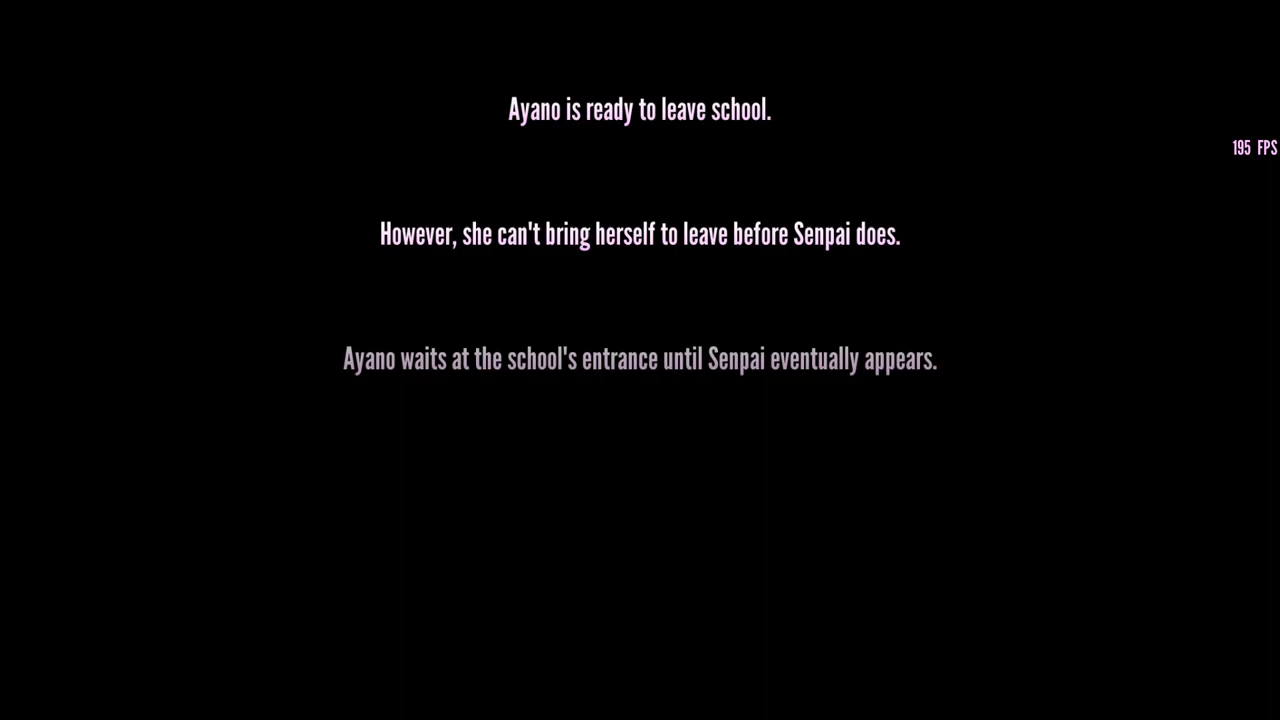 Ayano is ready to leave school.
195 FPS
However, she can't bring herself to leave before Senpai does.
Ayano waits at the school's entrance until Senpai eventually appears.